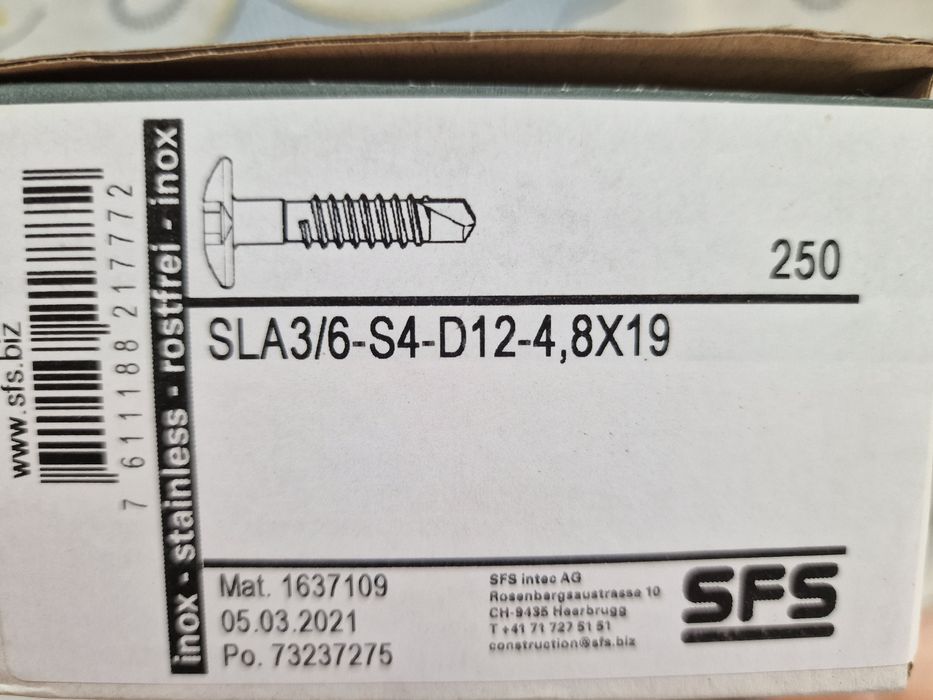 www.sfs.biz
7 611188 217772
inox - stainless - rostfrei - inox
250
SLA3/6-S4-D12-4,8X19
Mat. 1637109
05.03.2021
Po. 73237275
SFS intec AG
Rosenbergsaustrasse 10
CH-9435 Heerbrugg
T +41 71 727 51 51
construction@sfs.biz
SFS